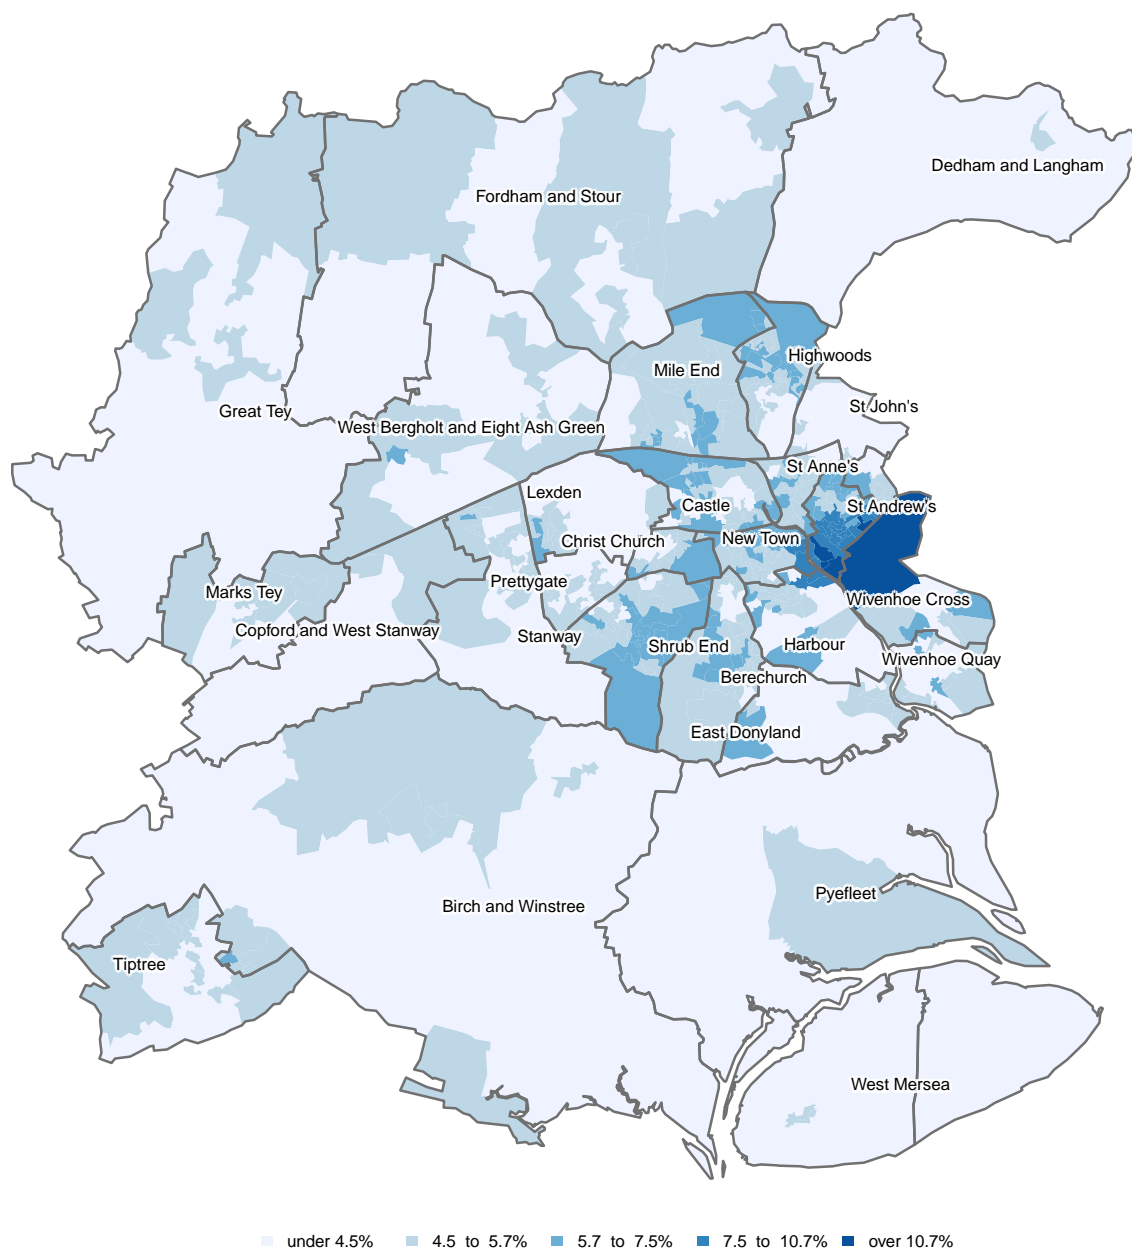 Dedham and Langham
Fordham and Stour
Highwoods
Mile End
St John's
Great Tey
West Bergholt and Eight Ash Green
St Anne's
Lexden
Castle
St Andrew's
Christ Church
New Town
Prettygate
Marks Tey
Wivenhoe Cross
Copford and West Stanway
Stanway
Shrub End
Harbour
Wivenhoe Quay
Berechurch
East Donyland
Pyefleet
Birch and Winstree
Tiptree
West Mersea
under 4.5% 4.5 to 5.7% 5.7 to 7.5% 7.5 to 10.7% over 10.7%